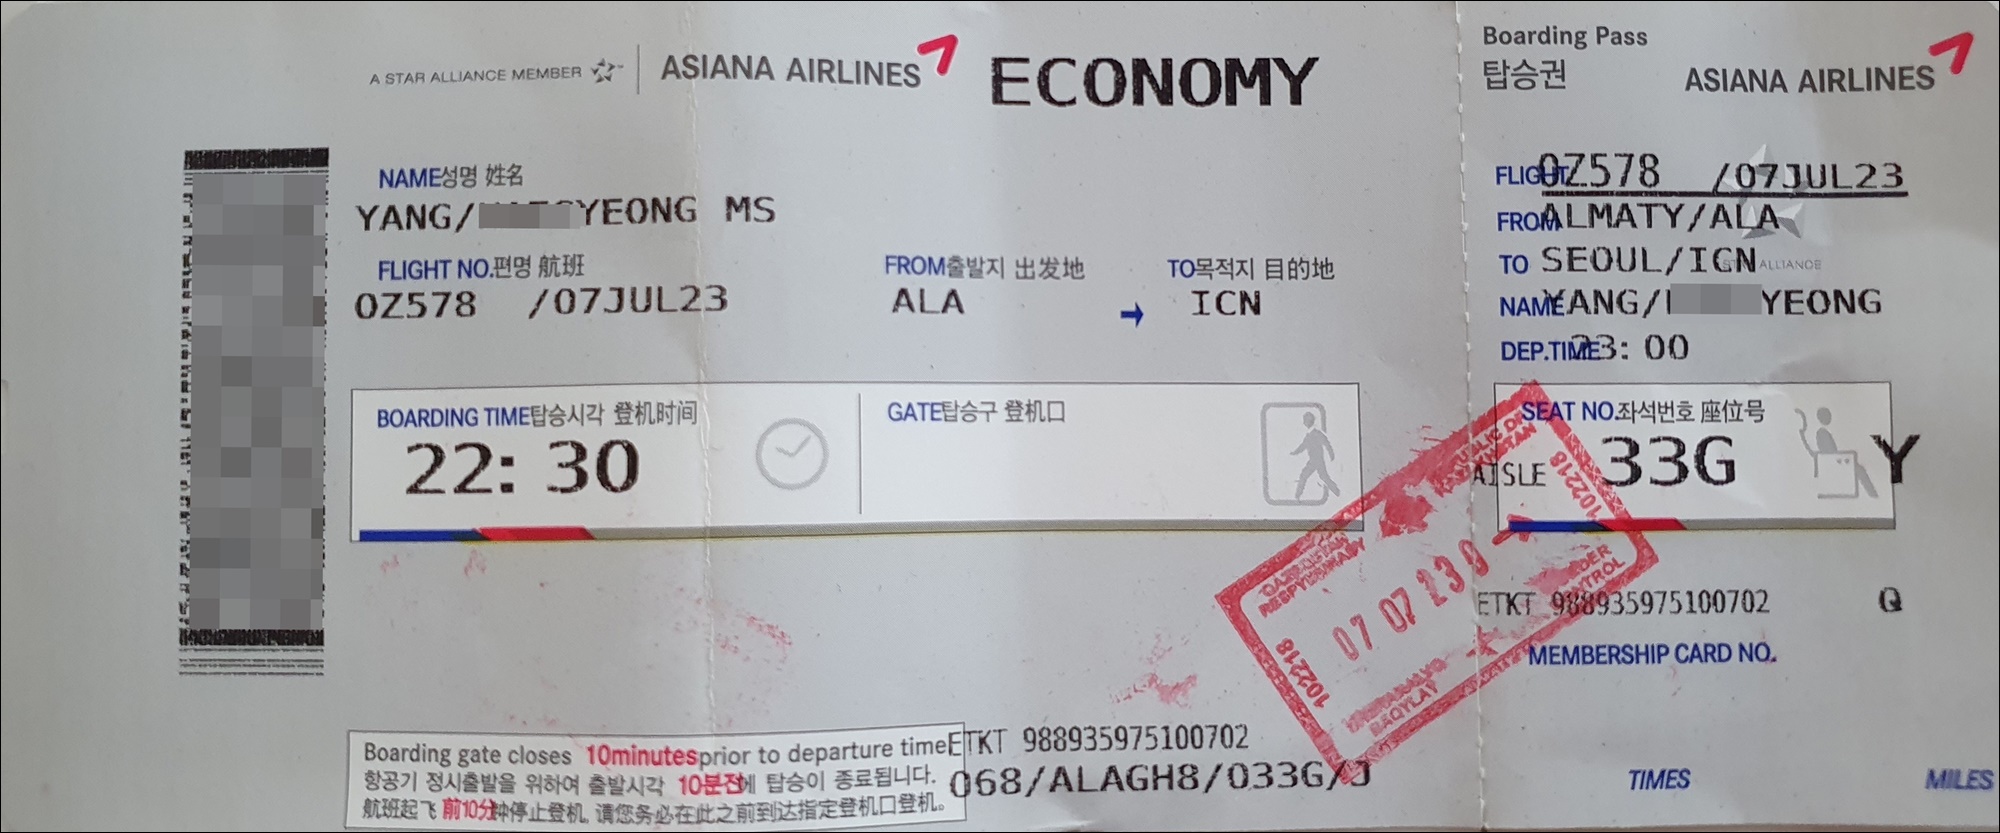 A STAR ALLIANCE MEMBER ASIANA AIRLINES ECONOMY
NAME성명 姓名
YANG/ YEONG MS
FLIGHT NO.편명 航班 FROM출발지 出发地 TO목적지 目的地
OZ578 /07JUL23 ALA → ICN
BOARDING TIME탑승시각 登机时间 GATE탑승구 登机口
22:30
Boarding gate closes 10minutes prior to departure time
항공기 정시출발을 위하여 출발시각 10분전에 탑승이 종료됩니다.
航班起飞 前10分钟停止登机, 请您务必在此之前到达指定登机口登机。
ETKT 988935975100702
068/ALAGH8/033G/J
Boarding Pass
탑승권 ASIANA AIRLINES
FLIGHT OZ578 /07JUL23
FROM ALMATY/ALA
TO SEOUL/ICN
ALLIANCE
NAME YANG/ YEONG
DEP.TIME 23:00
SEAT NO.좌석번호 座位号
AISLE 33G Y
ETKT 988935975100702 Q
MEMBERSHIP CARD NO.
TIMES MILES
102218
07 07 23
102218
BAQYLAY